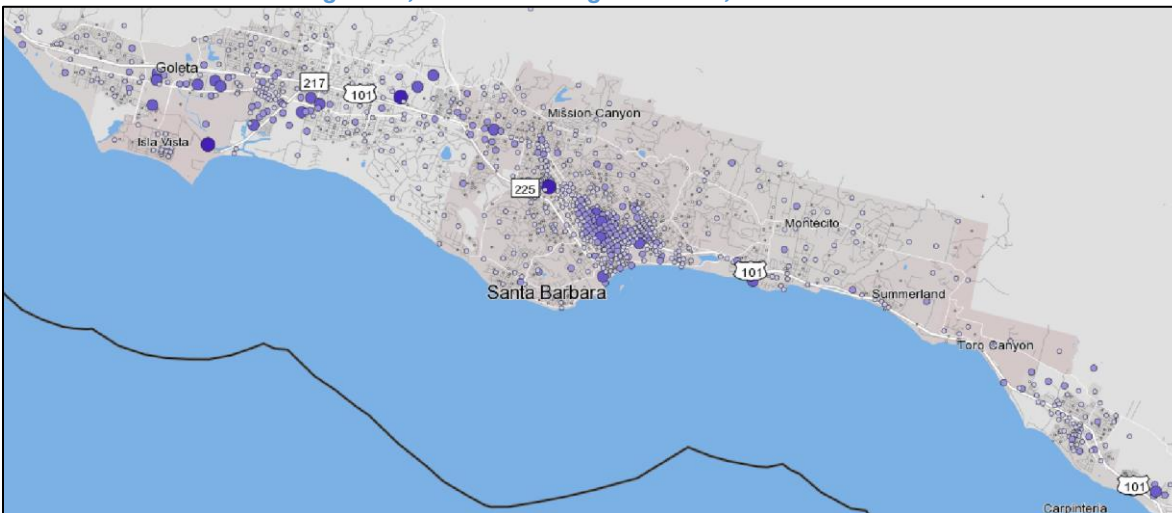 Goleta
217
101
Mission Canyon
Isla Vista
225
Montecito
101
Santa Barbara
Summerland
Toro Canyon
101
Carpinteria